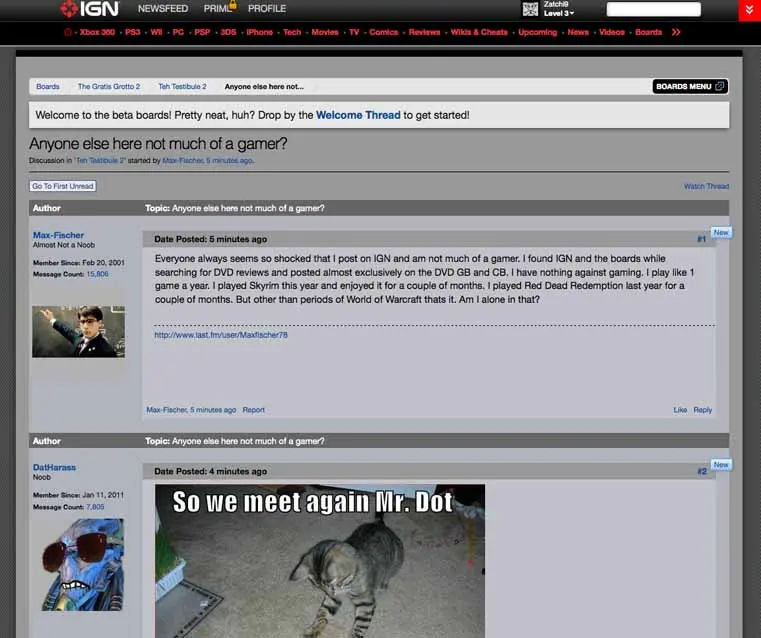 IGN NEWSFEED PRIME PROFILE Zatchi9
Level 3
Xbox 360 · PS3 · Wii · PC · PSP · 3DS · iPhone · Tech · Movies · TV · Comics · Reviews · Wikis & Cheats · Upcoming · News · Videos · Boards
Boards The Gratis Grotto 2 Teh Testibule 2 Anyone else here not... BOARDS MENU
Welcome to the beta boards! Pretty neat, huh? Drop by the Welcome Thread to get started!
Anyone else here not much of a gamer?
Discussion in 'Teh Testibule 2' started by Max-Fischer, 5 minutes ago.
Go To First Unread Watch Thread
Author Topic: Anyone else here not much of a gamer?
New
Max-Fischer
Almost Not a Noob
Member Since: Feb 20, 2001
Message Count: 15,806
Date Posted: 5 minutes ago #1
Everyone always seems so shocked that I post on IGN and am not much of a gamer. I found IGN and the boards while
searching for DVD reviews and posted almost exclusively on the DVD GB and CB. I have nothing against gaming. I play like 1
game a year. I played Skyrim this year and enjoyed it for a couple of months. I played Red Dead Redemption last year for a
couple of months. But other than periods of World of Warcraft thats it. Am I alone in that?
http://www.last.fm/user/Maxfischer78
Max-Fischer, 5 minutes ago Report Like Reply
Author Topic: Anyone else here not much of a gamer?
New
DatHarass
Noob
Member Since: Jan 11, 2011
Message Count: 7,805
Date Posted: 4 minutes ago #2
So we meet again Mr. Dot